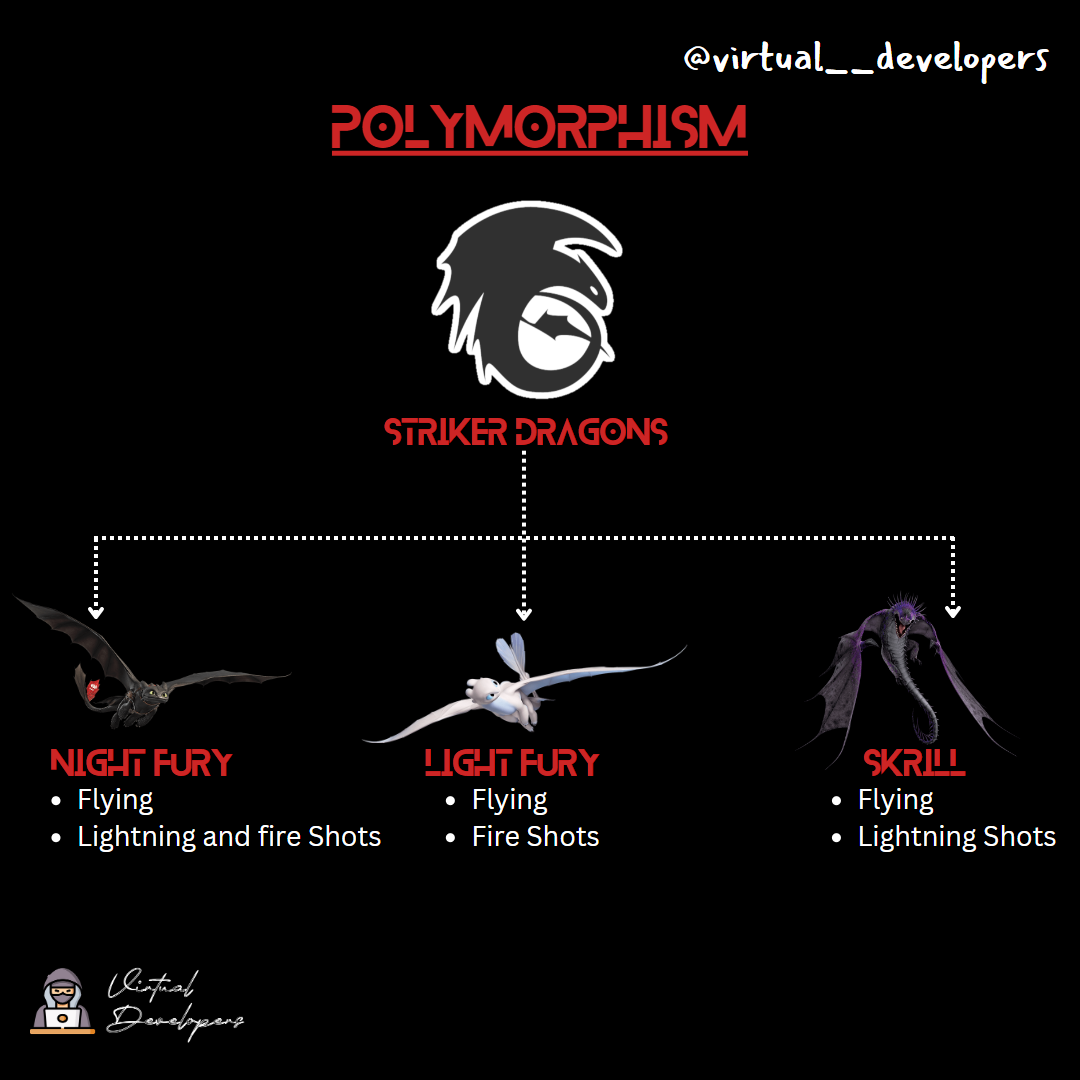 @virtual__developers
POLYMORPHISM
STRIKER DRAGONS
NIGHT FURY
• Flying
• Lightning and fire Shots
LIGHT FURY
• Flying
• Fire Shots
SKRILL
• Flying
• Lightning Shots
Virtual
Developers